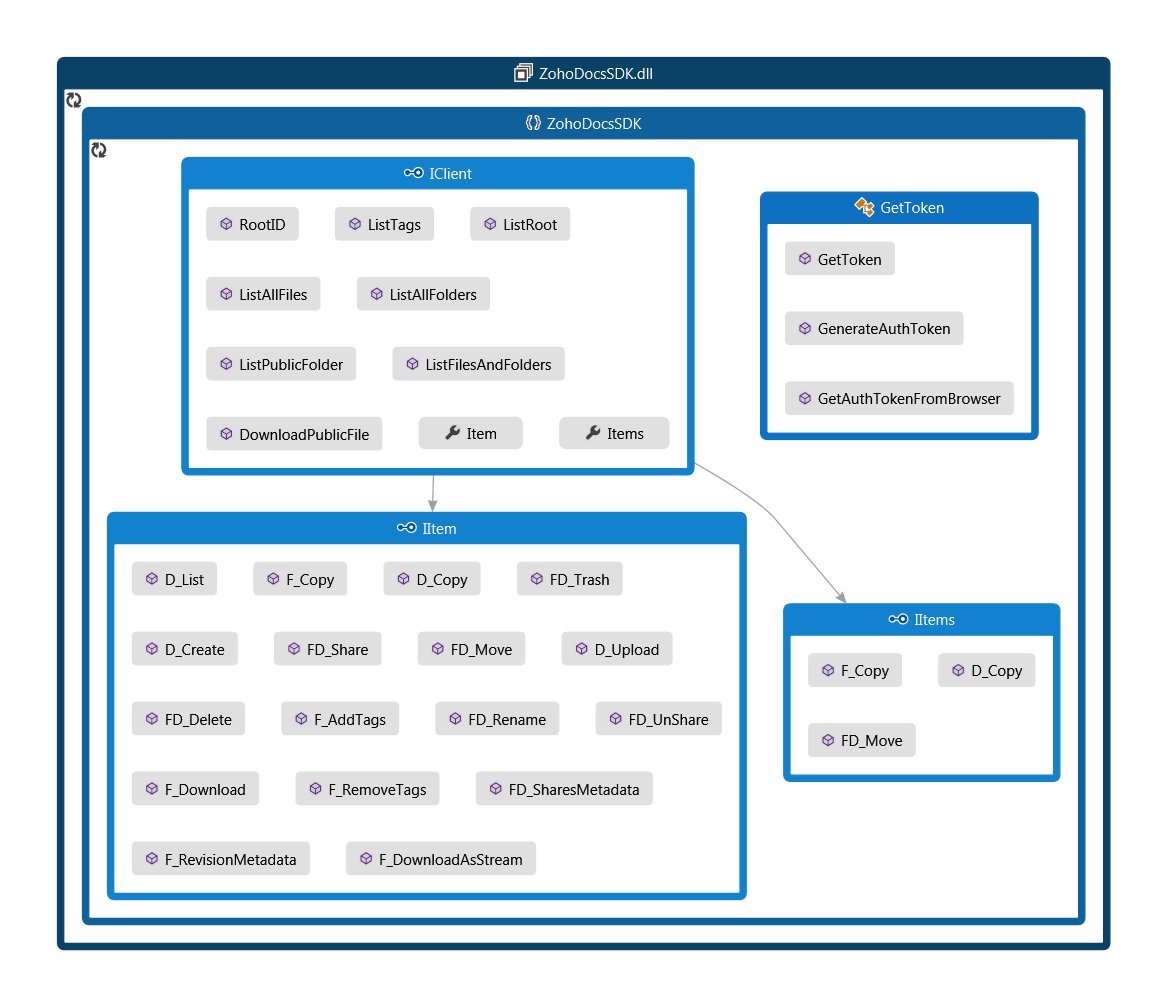 ZohoDocsSDK.dll
ZohoDocsSDK
IClient
RootID ListTags ListRoot
ListAllFiles ListAllFolders
ListPublicFolder ListFilesAndFolders
DownloadPublicFile Item Items
GetToken
GetToken
GenerateAuthToken
GetAuthTokenFromBrowser
IItem
D_List F_Copy D_Copy FD_Trash
D_Create FD_Share FD_Move D_Upload
FD_Delete F_AddTags FD_Rename FD_UnShare
F_Download F_RemoveTags FD_SharesMetadata
F_RevisionMetadata F_DownloadAsStream
IItems
F_Copy D_Copy
FD_Move